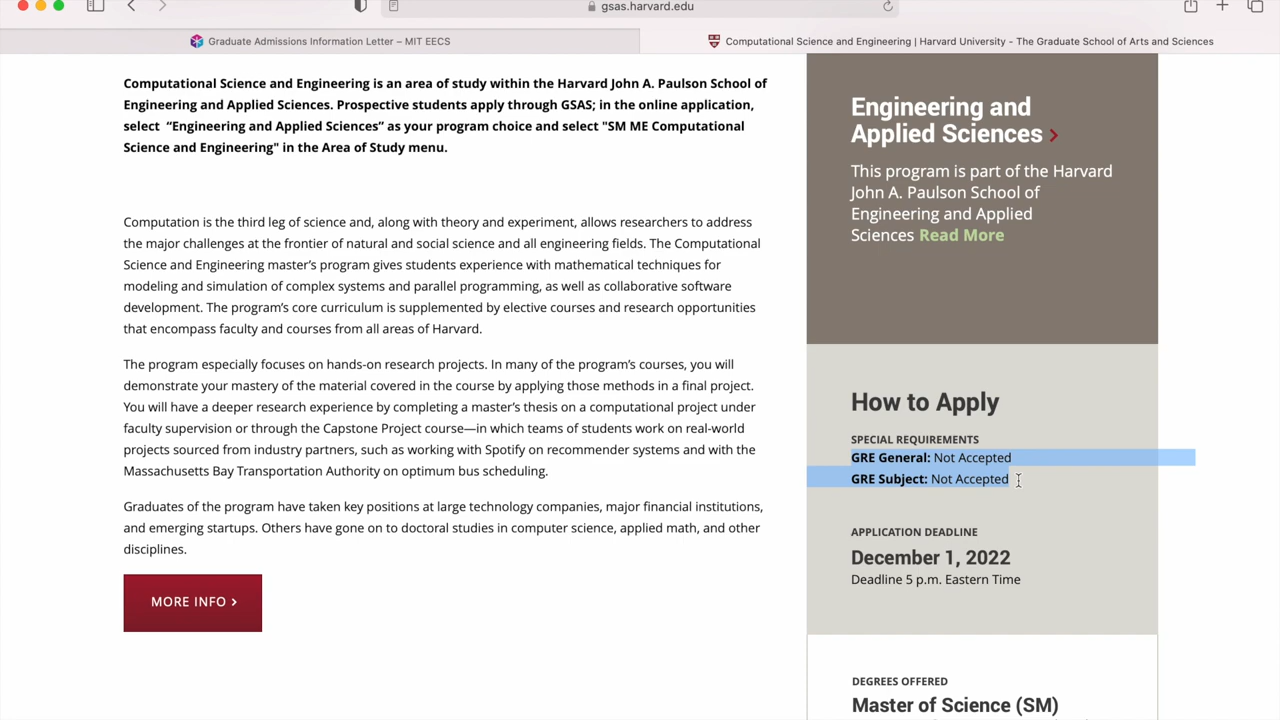 gsas.harvard.edu
Graduate Admissions Information Letter – MIT EECS
Computational Science and Engineering | Harvard University - The Graduate School of Arts and Sciences
Computational Science and Engineering is an area of study within the Harvard John A. Paulson School of
Engineering and Applied Sciences. Prospective students apply through GSAS; in the online application,
select “Engineering and Applied Sciences” as your program choice and select "SM ME Computational
Science and Engineering" in the Area of Study menu.
Computation is the third leg of science and, along with theory and experiment, allows researchers to address
the major challenges at the frontier of natural and social science and all engineering fields. The Computational
Science and Engineering master’s program gives students experience with mathematical techniques for
modeling and simulation of complex systems and parallel programming, as well as collaborative software
development. The program’s core curriculum is supplemented by elective courses and research opportunities
that encompass faculty and courses from all areas of Harvard.
The program especially focuses on hands-on research projects. In many of the program’s courses, you will
demonstrate your mastery of the material covered in the course by applying those methods in a final project.
You will have a deeper research experience by completing a master’s thesis on a computational project under
faculty supervision or through the Capstone Project course—in which teams of students work on real-world
projects sourced from industry partners, such as working with Spotify on recommender systems and with the
Massachusetts Bay Transportation Authority on optimum bus scheduling.
Graduates of the program have taken key positions at large technology companies, major financial institutions,
and emerging startups. Others have gone on to doctoral studies in computer science, applied math, and other
disciplines.
MORE INFO
Engineering and
Applied Sciences
This program is part of the Harvard
John A. Paulson School of
Engineering and Applied
Sciences Read More
How to Apply
SPECIAL REQUIREMENTS
GRE General: Not Accepted
GRE Subject: Not Accepted
APPLICATION DEADLINE
December 1, 2022
Deadline 5 p.m. Eastern Time
DEGREES OFFERED
Master of Science (SM)